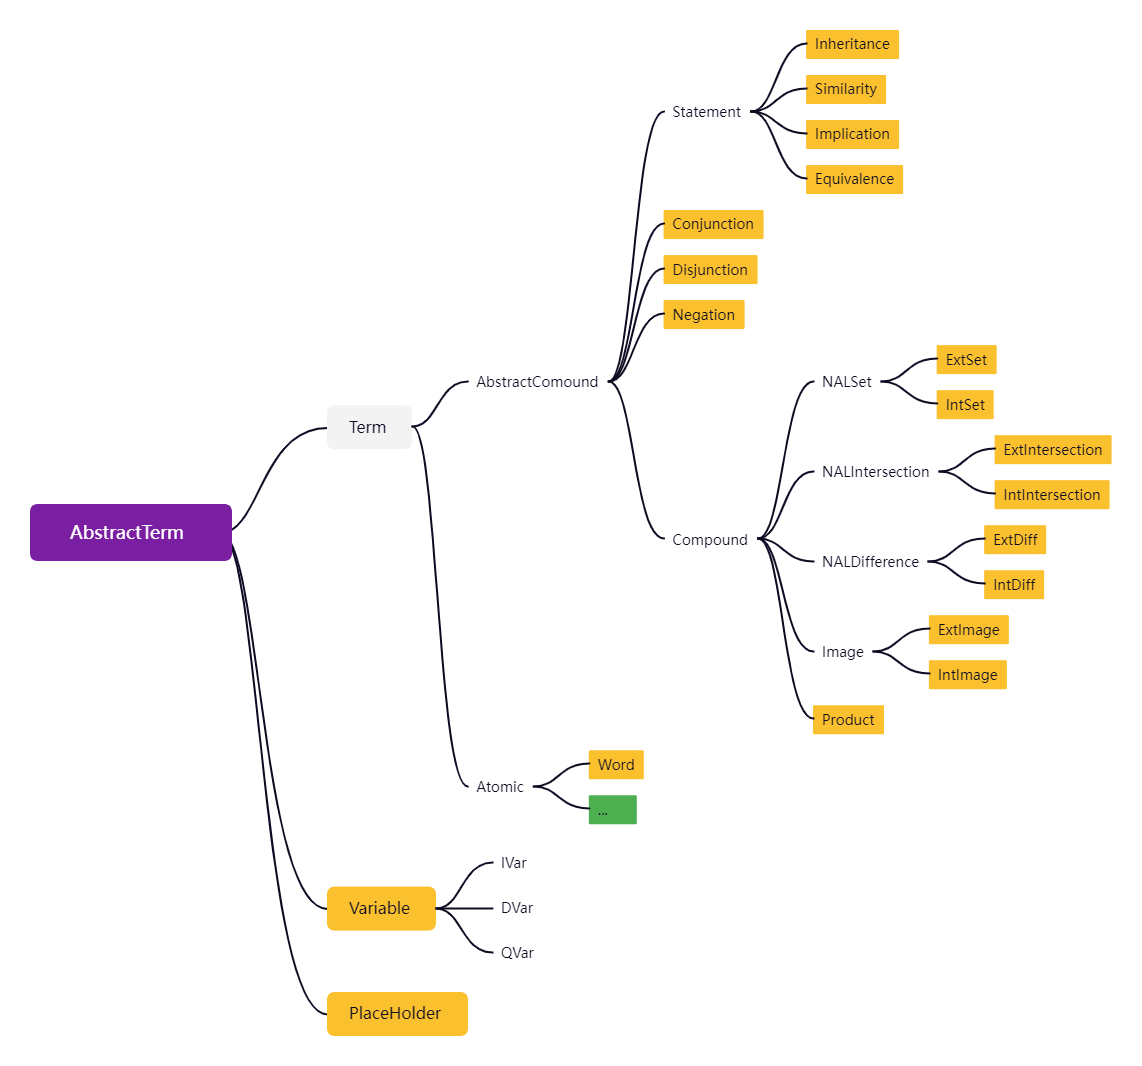 AbstractTerm
Term
AbstractComound
Statement
Inheritance
Similarity
Implication
Equivalence
Conjunction
Disjunction
Negation
Compound
NALSet
ExtSet
IntSet
NALIntersection
ExtIntersection
IntIntersection
NALDifference
ExtDiff
IntDiff
Image
ExtImage
IntImage
Product
Atomic
Word
...
Variable
IVar
DVar
QVar
PlaceHolder